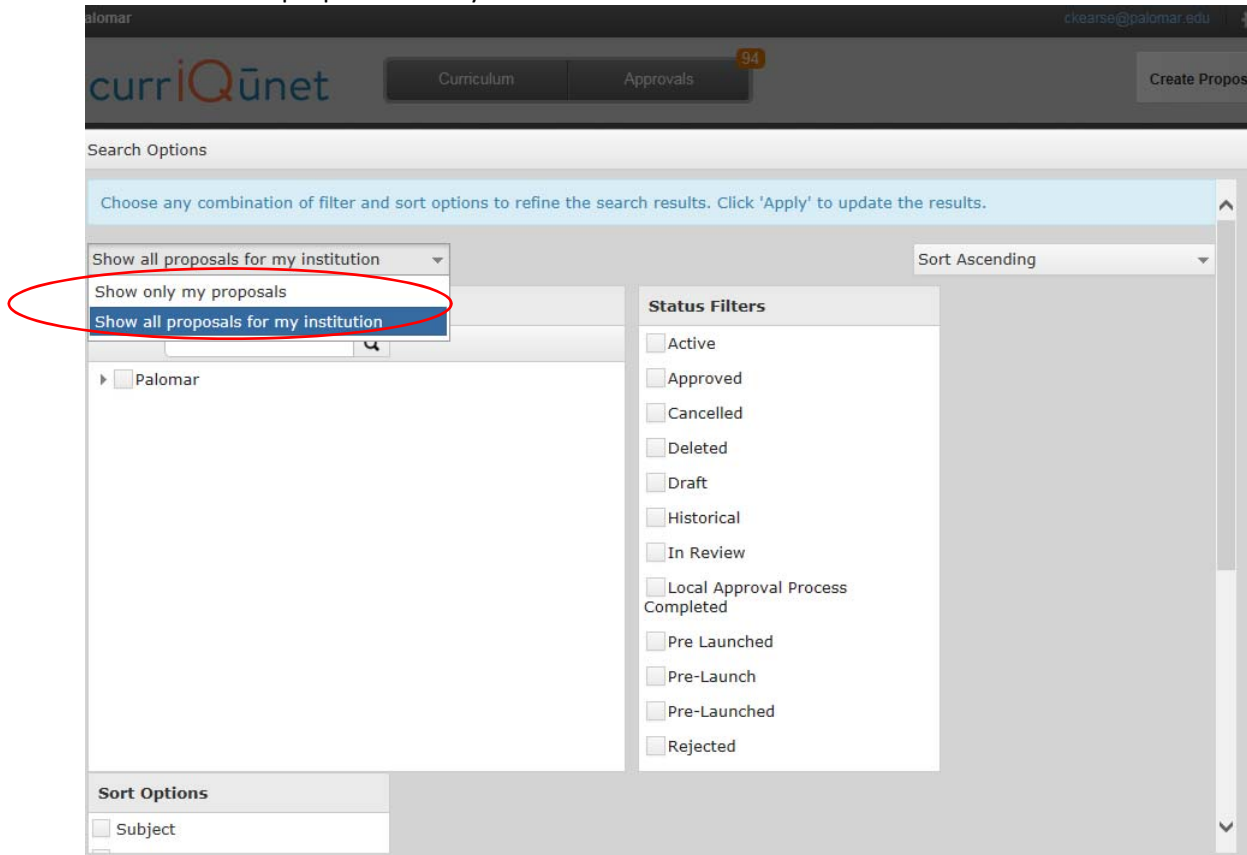 alomar ckearse@palomar.edu
currIQūnet Curriculum Approvals 94 Create Propos
Search Options
Choose any combination of filter and sort options to refine the search results. Click 'Apply' to update the results.
Show all proposals for my institution Sort Ascending
Show only my proposals
Show all proposals for my institution
Status Filters
Active
Palomar
Approved
Cancelled
Deleted
Draft
Historical
In Review
Local Approval Process
Completed
Pre Launched
Pre-Launch
Pre-Launched
Rejected
Sort Options
Subject